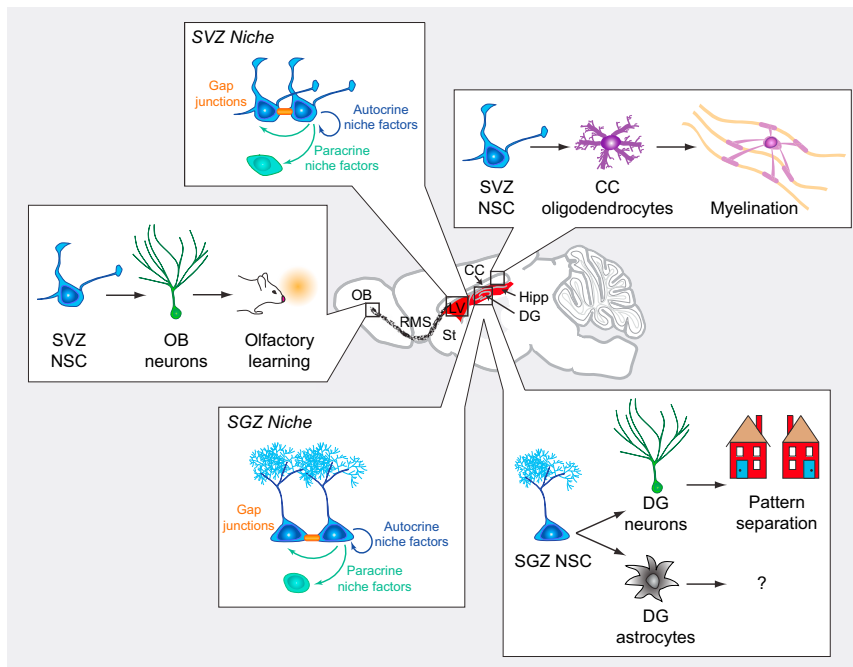 SVZ Niche
Gap
junctions
Autocrine
niche factors
Paracrine
niche factors
SVZ
NSC
CC
oligodendrocytes
Myelination
SVZ
NSC
OB
neurons
Olfactory
learning
OB
RMS
St
LV
CC
Hipp
DG
SGZ Niche
Gap
junctions
Autocrine
niche factors
Paracrine
niche factors
SGZ NSC
DG
neurons
Pattern
separation
DG
astrocytes
?